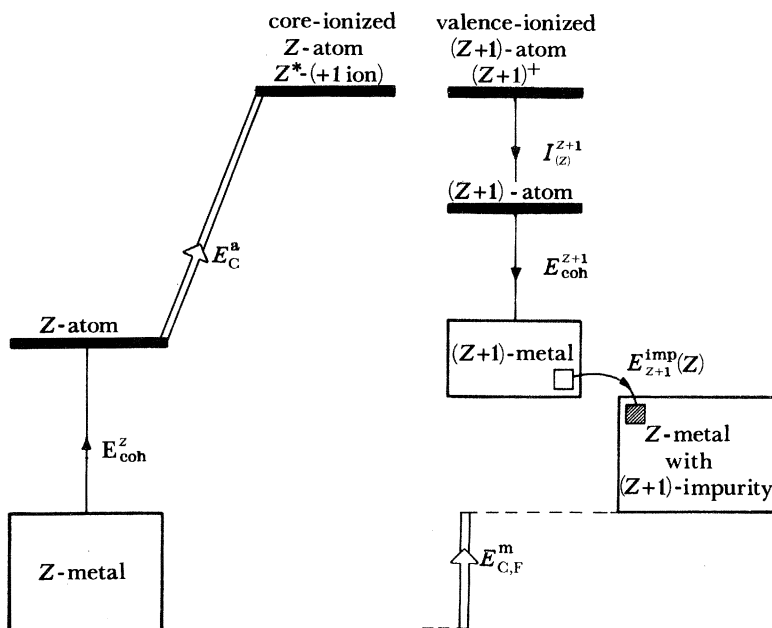 core-ionized
Z-atom
Z*-(+1 ion)
valence-ionized
(Z+1)-atom
(Z+1)+
I(Z)Z+1
(Z+1) - atom
ECa
EcohZ+1
Z-atom
(Z+1)-metal
EZ+1imp(Z)
Ecohz
Z-metal
with
(Z+1)-impurity
Z-metal
EC,Fm